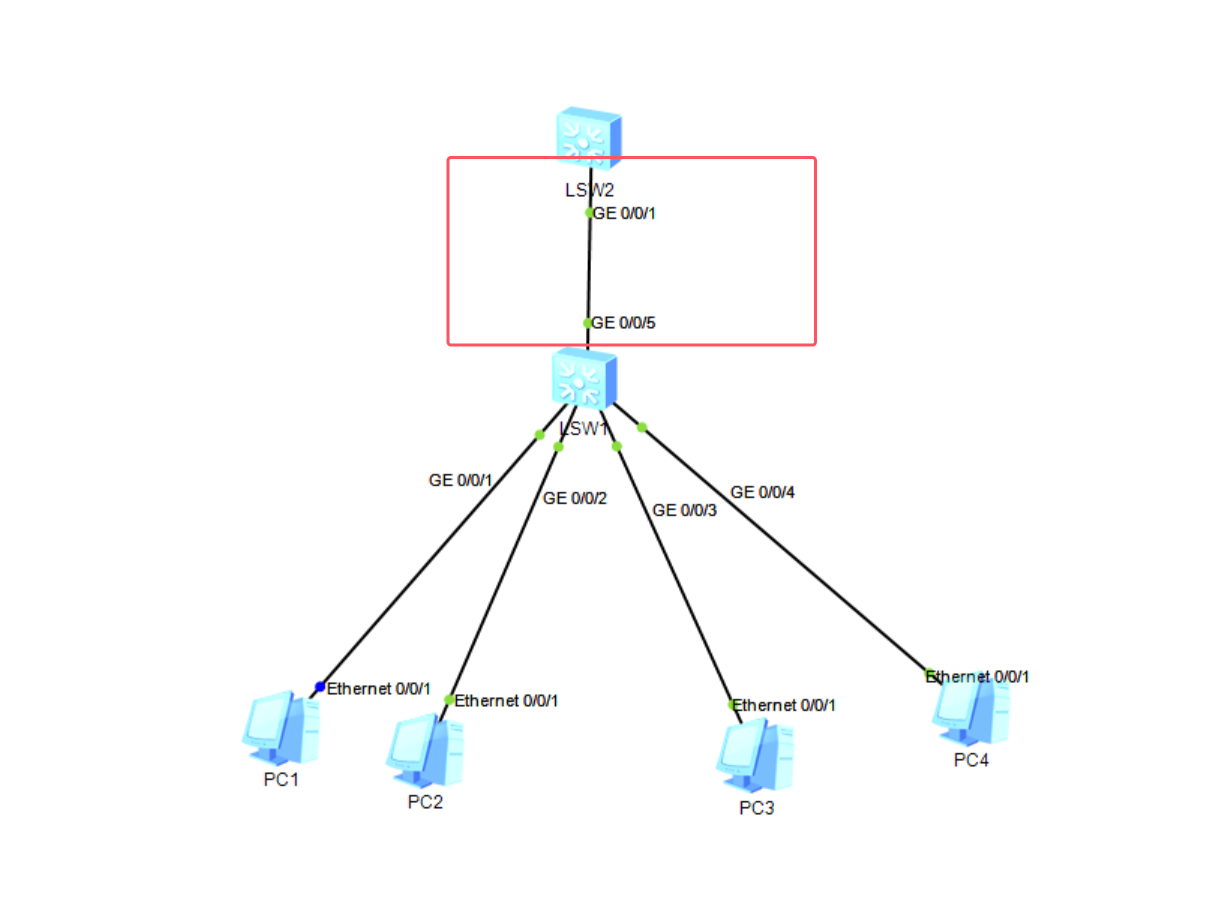 LSW2
GE 0/0/1
GE 0/0/5
LSW1
GE 0/0/1
GE 0/0/2
GE 0/0/3
GE 0/0/4
Ethernet 0/0/1
Ethernet 0/0/1
Ethernet 0/0/1
Ethernet 0/0/1
PC1
PC2
PC3
PC4